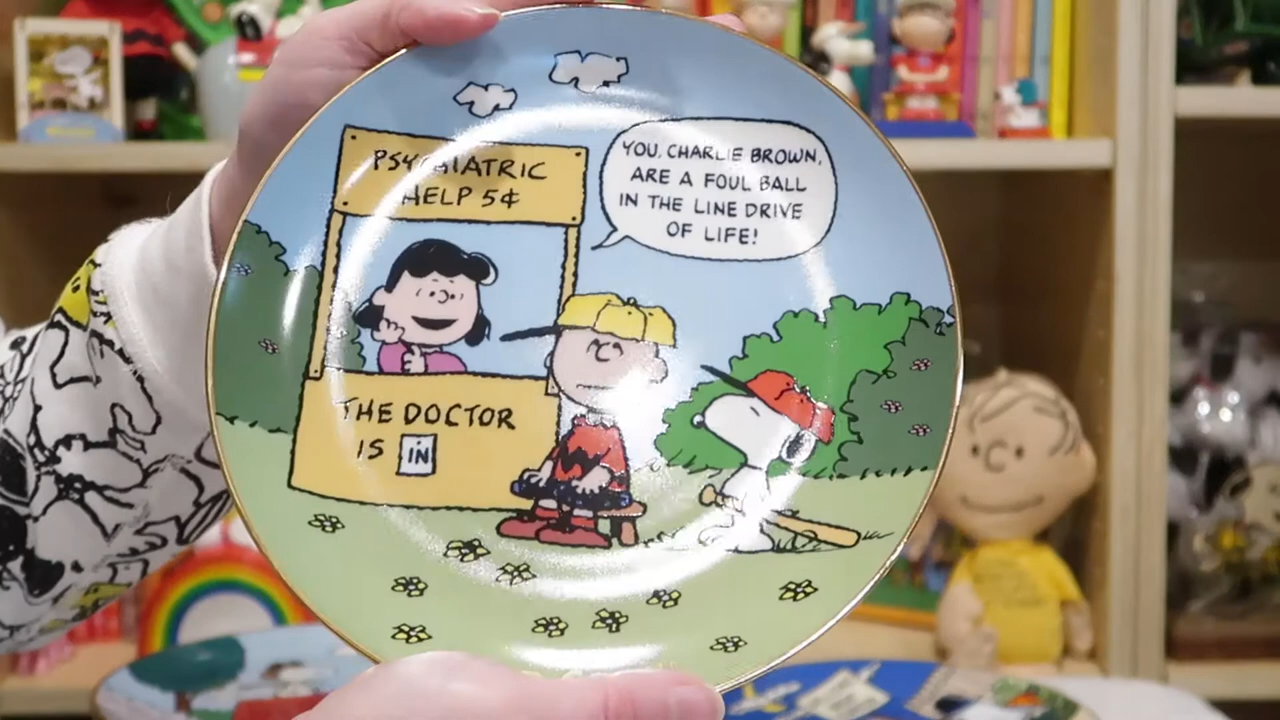 PSYCHIATRIC
HELP 5¢
YOU, CHARLIE BROWN,
ARE A FOUL BALL
IN THE LINE DRIVE
OF LIFE!
THE DOCTOR
IS IN